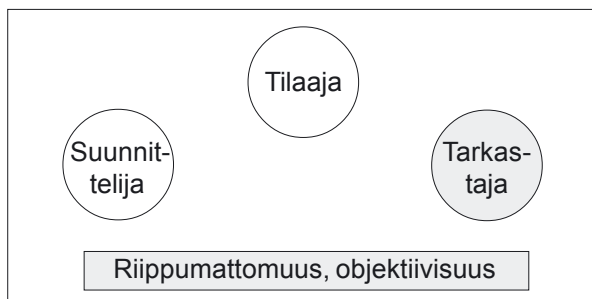 Tilaaja
Suunnit-
telija
Tarkas-
taja
Riippumattomuus, objektiivisuus